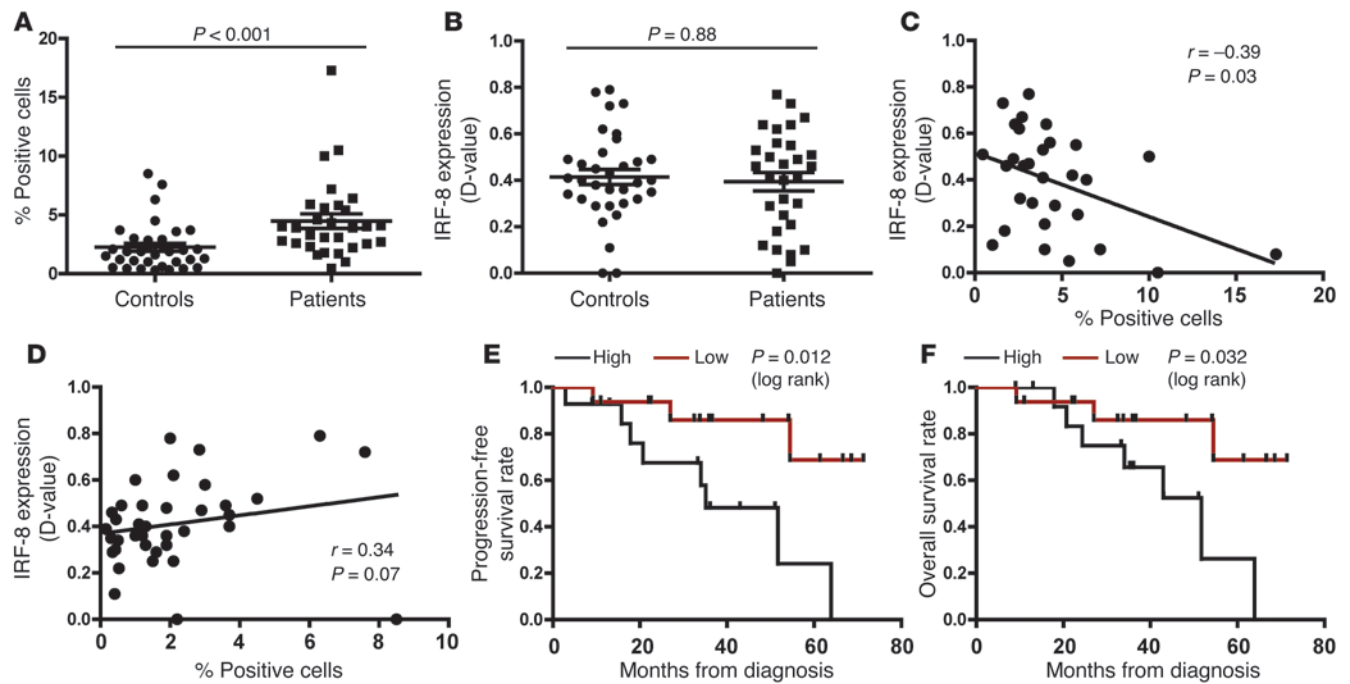 A
P < 0.001
% Positive cells
20
15
10
5
0
Controls
Patients
B
P = 0.88
IRF-8 expression
(D-value)
1.0
0.8
0.6
0.4
0.2
0.0
Controls
Patients
C
r = –0.39
P = 0.03
IRF-8 expression
(D-value)
1.0
0.8
0.6
0.4
0.2
0.0
0
5
10
15
20
% Positive cells
D
IRF-8 expression
(D-value)
1.0
0.8
0.6
0.4
0.2
0.0
r = 0.34
P = 0.07
0
2
4
6
8
10
% Positive cells
E
High
Low
P = 0.012
(log rank)
Progression-free
survival rate
1.0
0.8
0.6
0.4
0.2
0.0
0
20
40
60
80
Months from diagnosis
F
High
Low
P = 0.032
(log rank)
Overall survival rate
1.0
0.8
0.6
0.4
0.2
0.0
0
20
40
60
80
Months from diagnosis